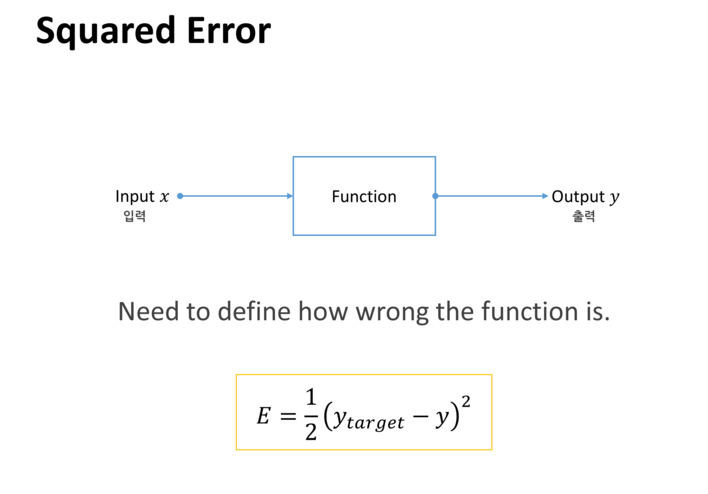 Squared Error
Input x
입력
Function
Output y
출력
Need to define how wrong the function is.
E = 1/2 (y_target − y)^2